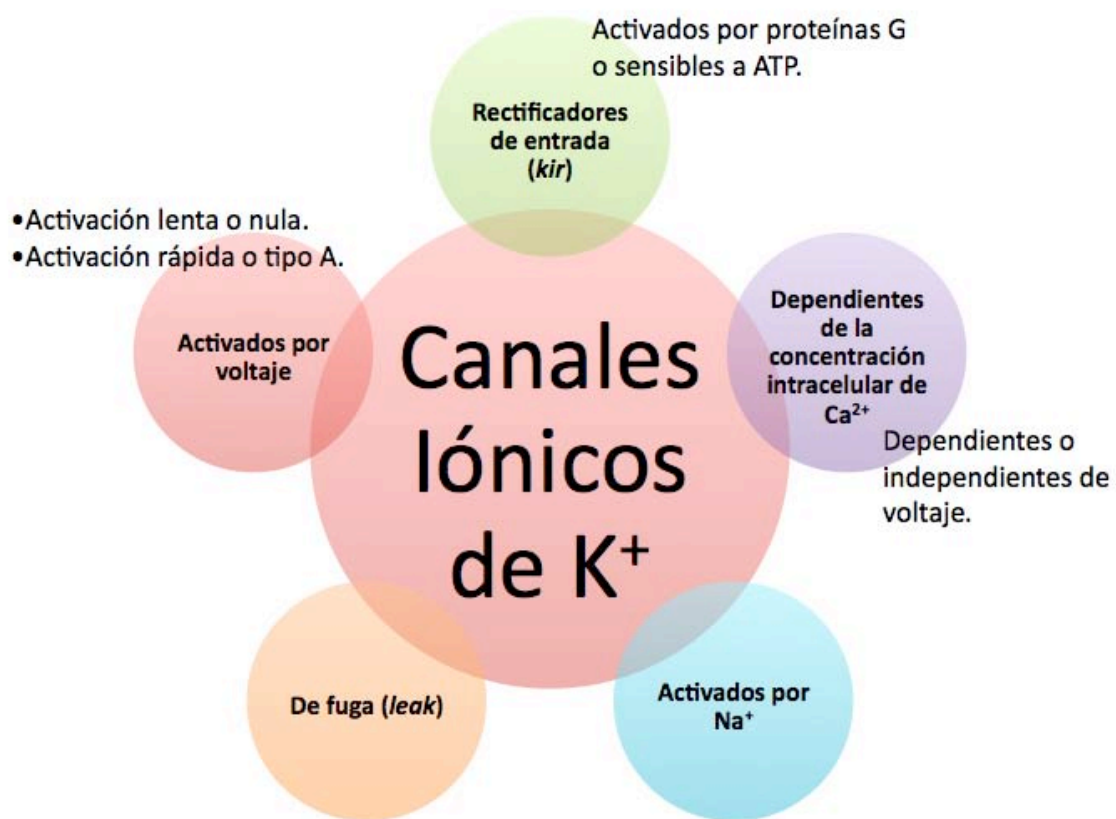 Activados por proteínas G
o sensibles a ATP.
Rectificadores
de entrada
(kir)
•Activación lenta o nula.
•Activación rápida o tipo A.
Activados por
voltaje
Dependientes
de la
concentración
intracelular de
Ca²⁺
Dependientes o
independientes de
voltaje.
Canales
Iónicos
de K⁺
De fuga (leak)
Activados por
Na⁺